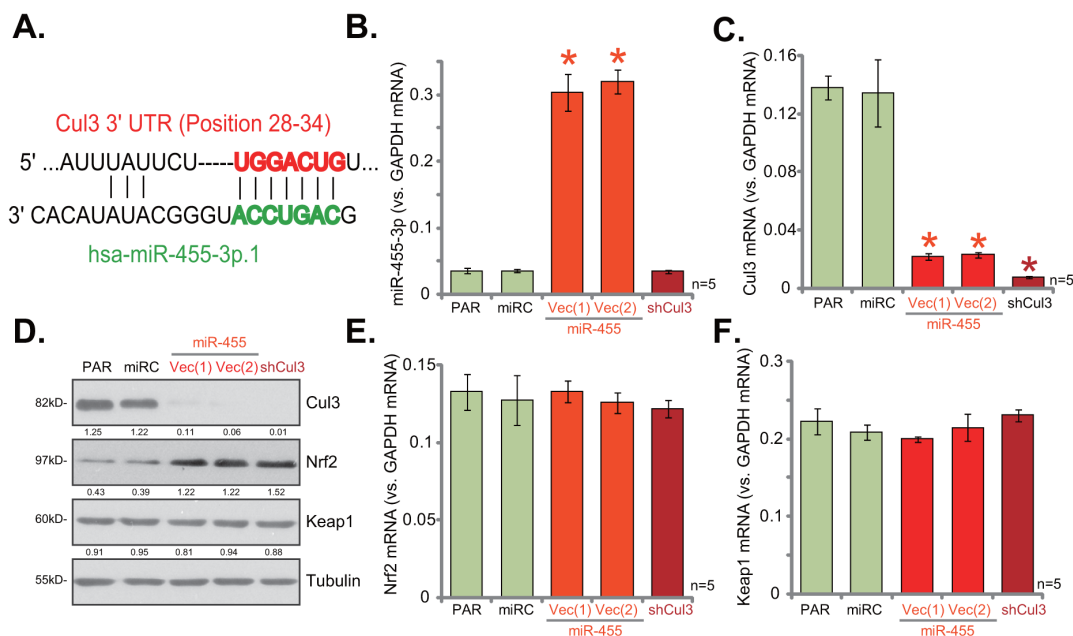 A.
Cul3 3' UTR (Position 28-34)
5' ...AUUUAUUCU-----UGGACUGU...
3' CACAUAUACGGGUACCUGACG
hsa-miR-455-3p.1
B.
miR-455-3p (vs. GAPDH mRNA)
0.3
0.2
0.1
0
* *
PAR miRC Vec(1) Vec(2) shCul3
miR-455
n=5
C.
Cul3 mRNA (vs. GAPDH mRNA)
0.16
0.12
0.08
0.04
0
* * *
PAR miRC Vec(1) Vec(2) shCul3
miR-455
n=5
D.
miR-455
PAR miRC Vec(1) Vec(2) shCul3
82kD- Cul3
1.25 1.22 0.11 0.06 0.01
97kD- Nrf2
0.43 0.39 1.22 1.22 1.52
60kD- Keap1
0.91 0.95 0.81 0.94 0.88
55kD- Tubulin
E.
Nrf2 mRNA (vs. GAPDH mRNA)
0.15
0.1
0.05
0
PAR miRC Vec(1) Vec(2) shCul3
miR-455
n=5
F.
Keap1 mRNA (vs. GAPDH mRNA)
0.3
0.2
0.1
0
PAR miRC Vec(1) Vec(2) shCul3
miR-455
n=5